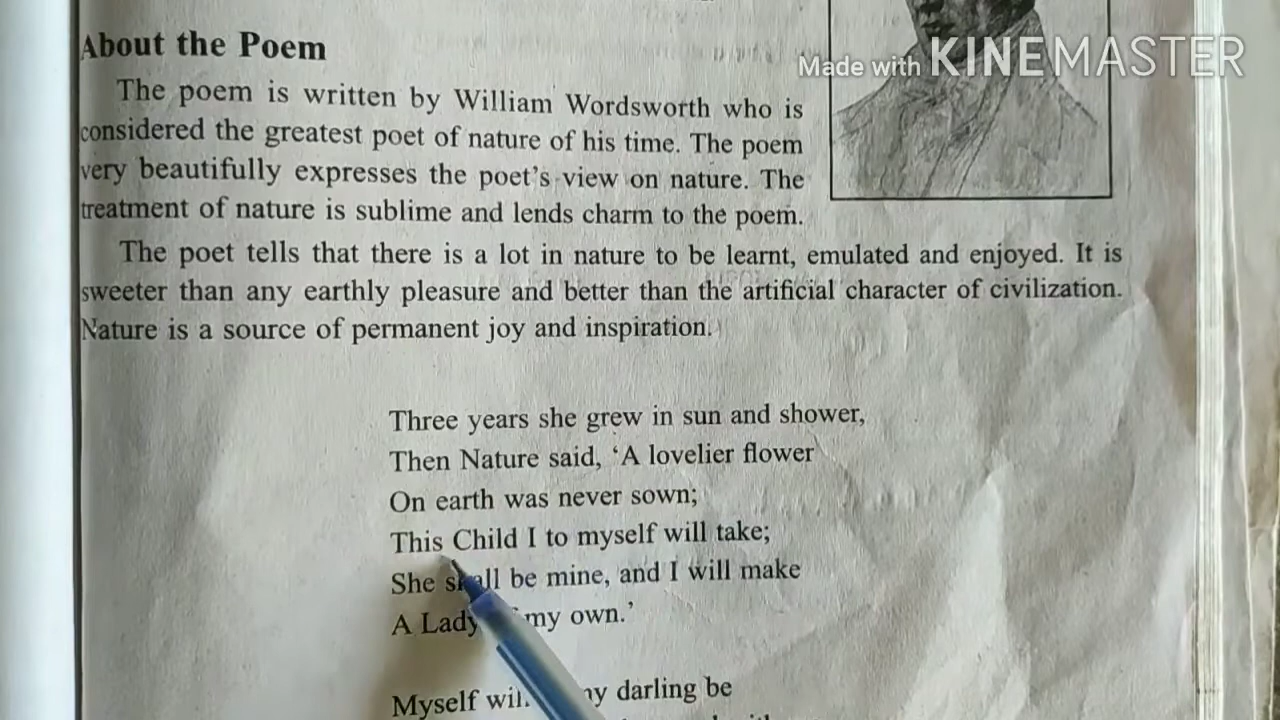 About the Poem
Made with KINEMASTER
The poem is written by William Wordsworth who is
considered the greatest poet of nature of his time. The poem
very beautifully expresses the poet's view on nature. The
treatment of nature is sublime and lends charm to the poem.
The poet tells that there is a lot in nature to be learnt, emulated and enjoyed. It is
sweeter than any earthly pleasure and better than the artificial character of civilization.
Nature is a source of permanent joy and inspiration.
Three years she grew in sun and shower,
Then Nature said, 'A lovelier flower
On earth was never sown;
This Child I to myself will take;
She shall be mine, and I will make
A Lady my own.'
Myself darling be